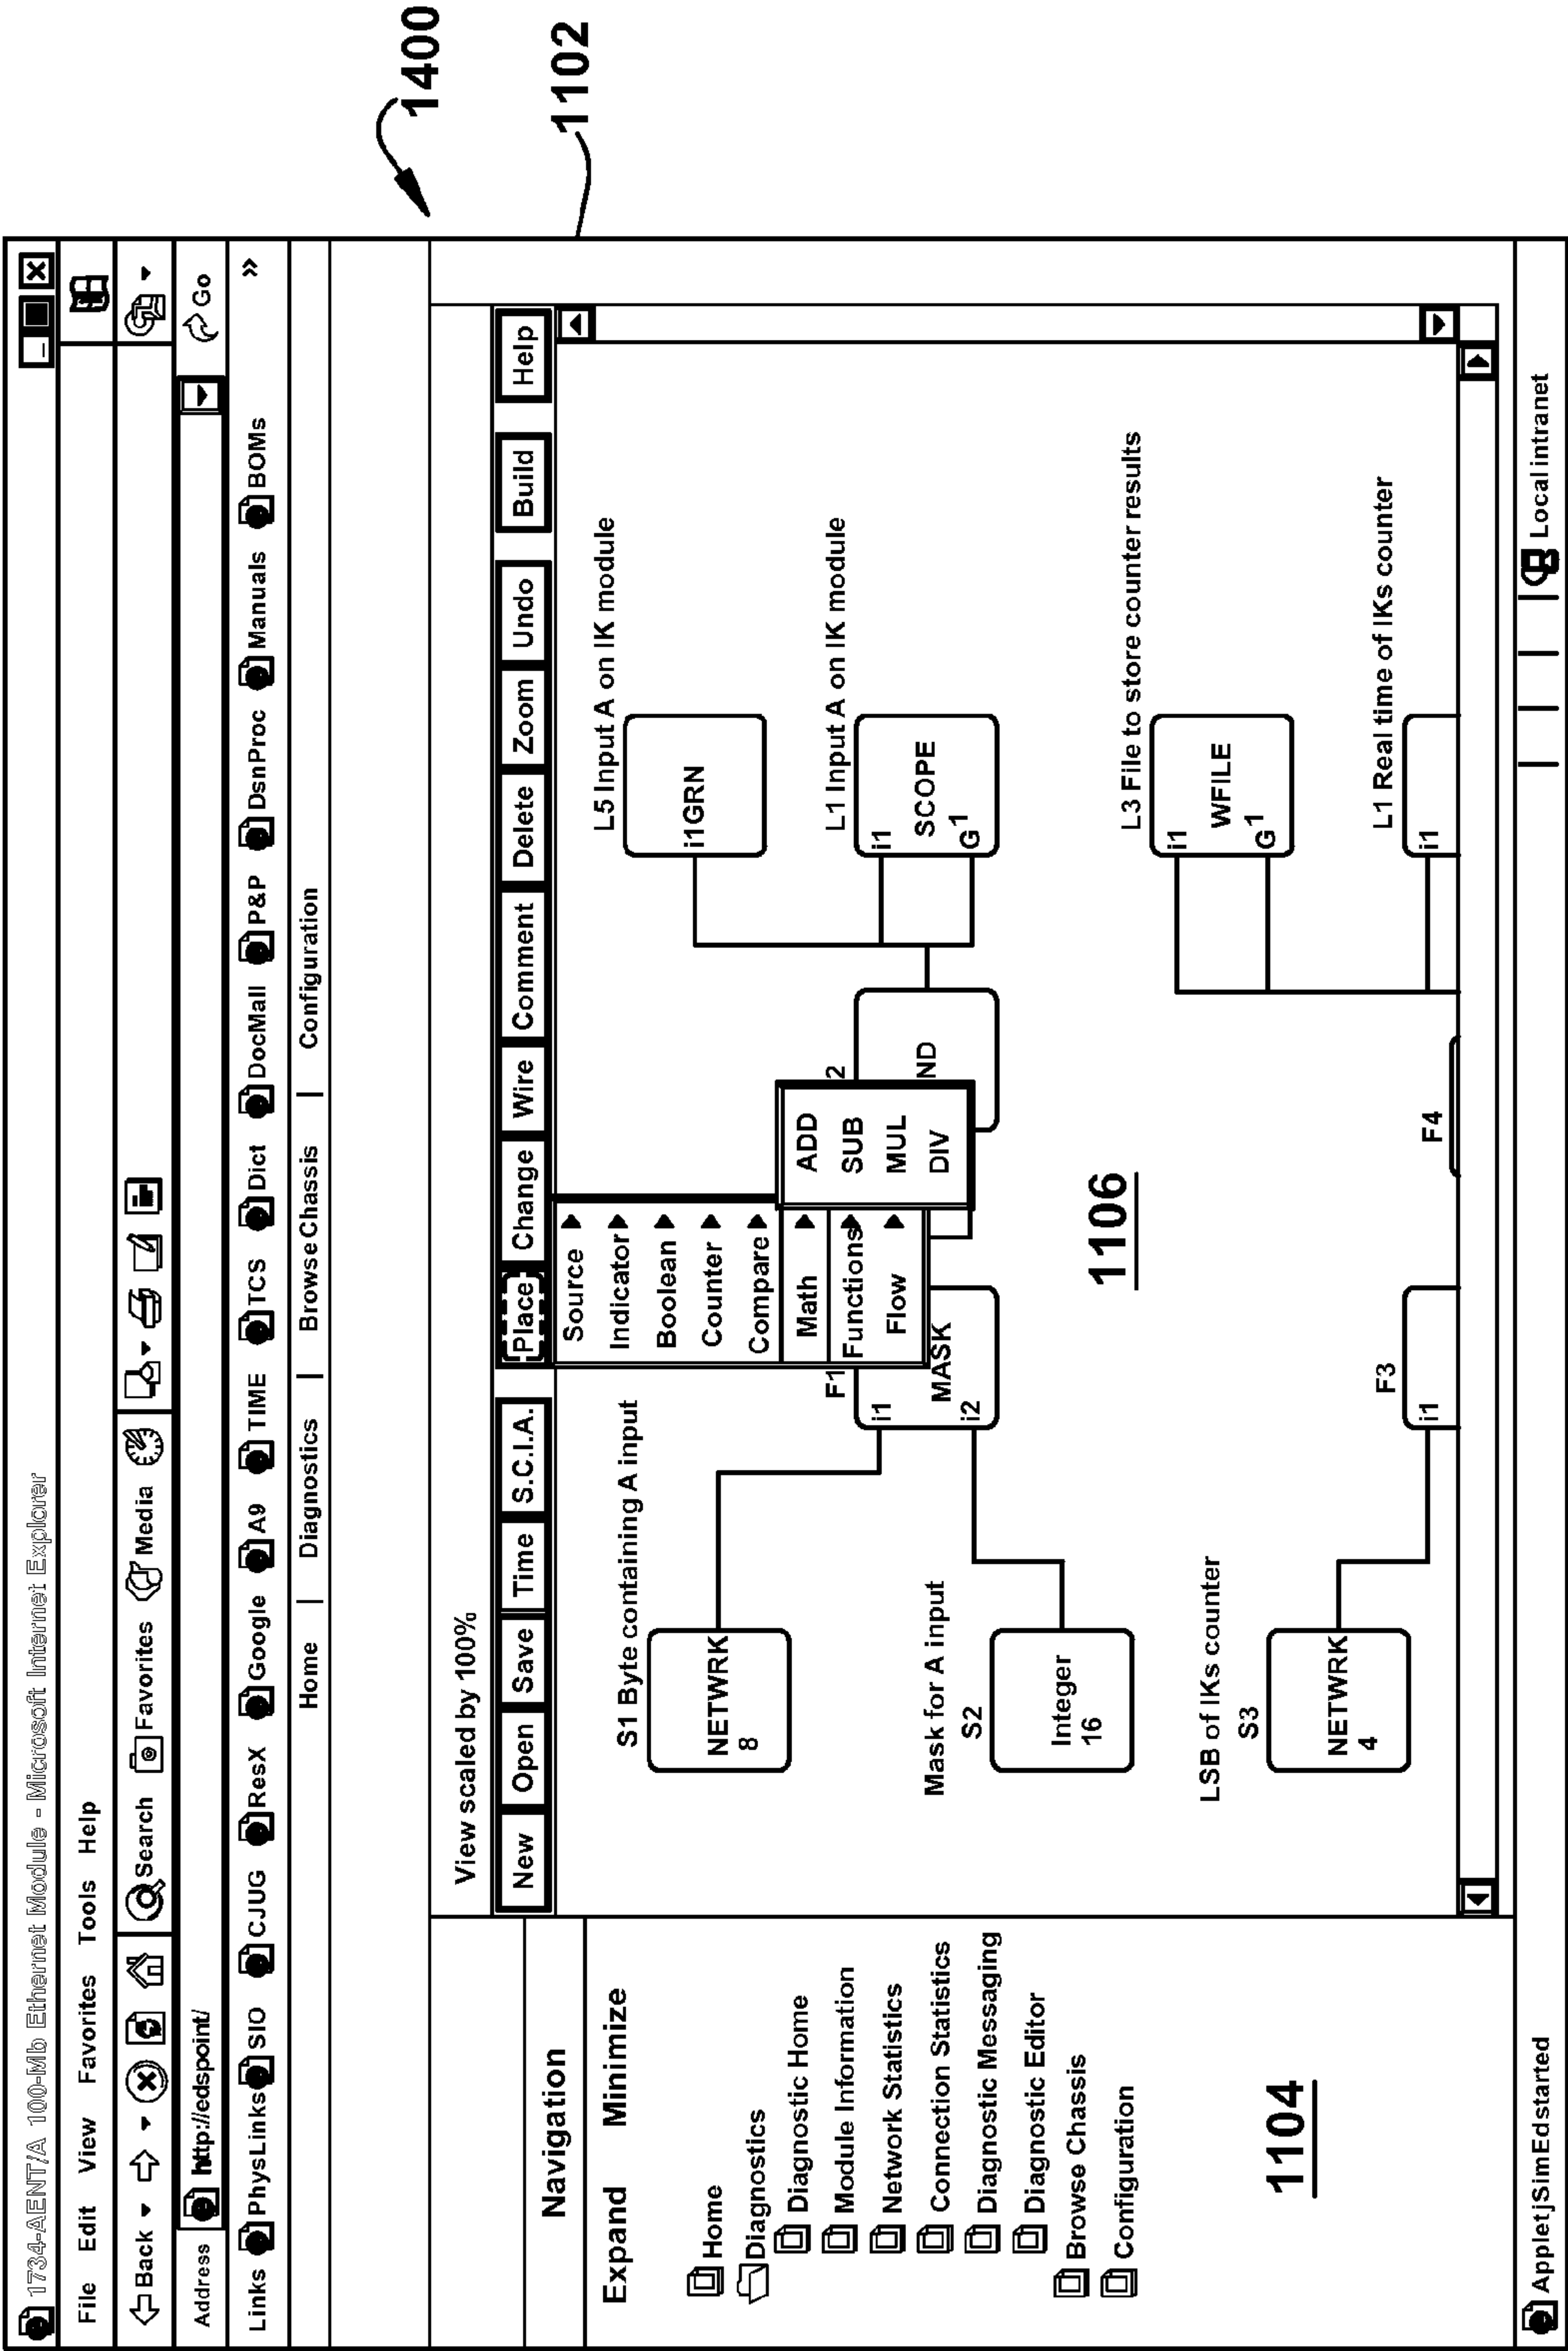 1734-AENT/A 100-Mb Ethernet Module - Microsoft Internet Explorer
File Edit View Favorites Tools Help
Back Search Favorites Media
Address http://edspoint/ Go
Links PhysLinks SIO CJUG ResX Google A9 TIME TCS Dict DocMall P&P DsnProc Manuals BOMs »
Home | Diagnostics | Browse Chassis | Configuration
1400
1102
View scaled by 100%
New Open Save Time S.C.I.A. Place Change Wire Comment Delete Zoom Undo Build Help
Navigation
Expand Minimize
Home
Diagnostics
Diagnostic Home
Module Information
Network Statistics
Connection Statistics
Diagnostic Messaging
Diagnostic Editor
Browse Chassis
Configuration
1104
Source
Indicator
Boolean
Counter
Compare
Math
Functions
Flow
ADD
SUB
MUL
DIV
S1 Byte containing A input
NETWRK
8
Mask for A input
S2
Integer
16
LSB of IKs counter
S3
NETWRK
4
F1
i1
MASK
i2
2
ND
L5 Input A on IK module
i1GRN
L1 Input A on IK module
i1
SCOPE
G 1
1106
L3 File to store counter results
i1
WFILE
G 1
L1 Real time of IKs counter
i1
F3
i1
F4
Applet jSimEd started
Local intranet